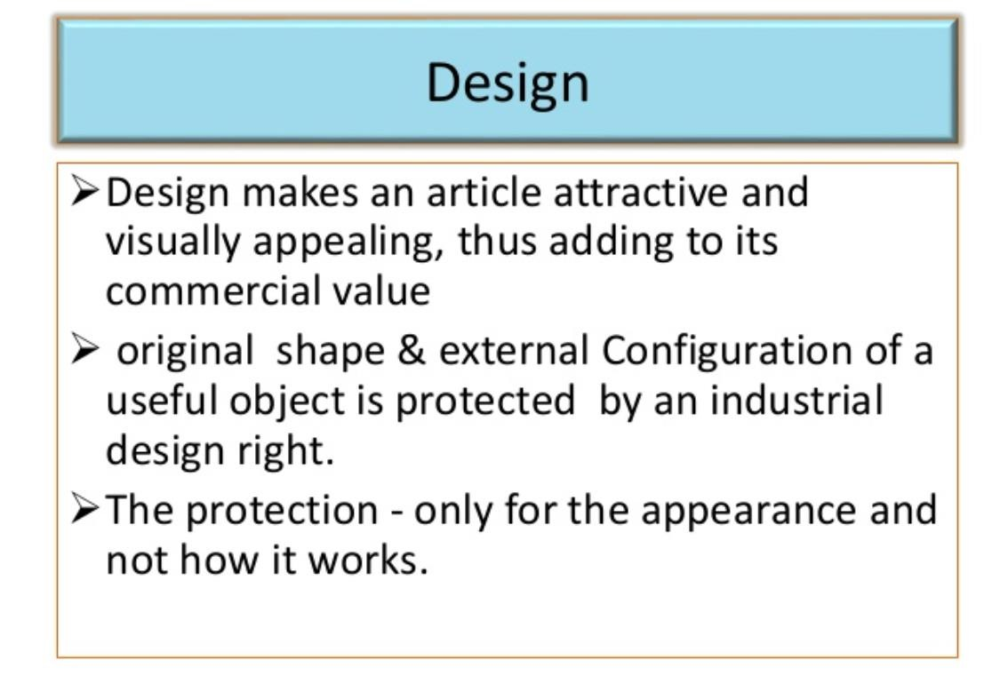 Design
➢Design makes an article attractive and
visually appealing, thus adding to its
commercial value
➢ original  shape & external Configuration of a
useful object is protected  by an industrial
design right.
➢The protection - only for the appearance and
not how it works.